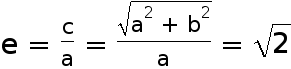 e = c/a = √(a² + b²)/a = √2